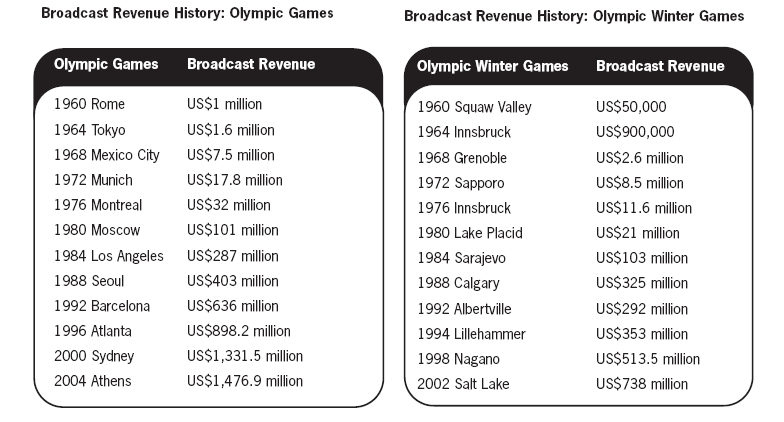 Broadcast Revenue History: Olympic Games
Olympic Games Broadcast Revenue
1960 Rome US$1 million
1964 Tokyo US$1.6 million
1968 Mexico City US$7.5 million
1972 Munich US$17.8 million
1976 Montreal US$32 million
1980 Moscow US$101 million
1984 Los Angeles US$287 million
1988 Seoul US$403 million
1992 Barcelona US$636 million
1996 Atlanta US$898.2 million
2000 Sydney US$1,331.5 million
2004 Athens US$1,476.9 million
Broadcast Revenue History: Olympic Winter Games
Olympic Winter Games Broadcast Revenue
1960 Squaw Valley US$50,000
1964 Innsbruck US$900,000
1968 Grenoble US$2.6 million
1972 Sapporo US$8.5 million
1976 Innsbruck US$11.6 million
1980 Lake Placid US$21 million
1984 Sarajevo US$103 million
1988 Calgary US$325 million
1992 Albertville US$292 million
1994 Lillehammer US$353 million
1998 Nagano US$513.5 million
2002 Salt Lake US$738 million